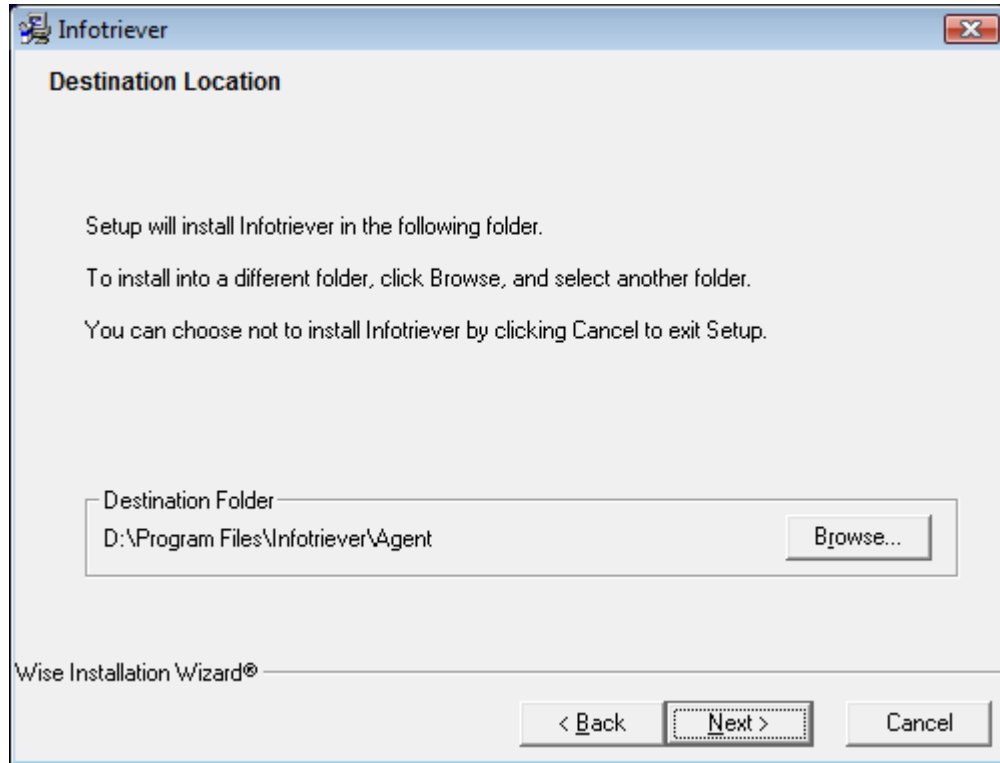 Infotriever
Destination Location
Setup will install Infotriever in the following folder.
To install into a different folder, click Browse, and select another folder.
You can choose not to install Infotriever by clicking Cancel to exit Setup.
Destination Folder
D:\Program Files\Infotriever\Agent
Browse...
Wise Installation Wizard®
< Back
Next >
Cancel